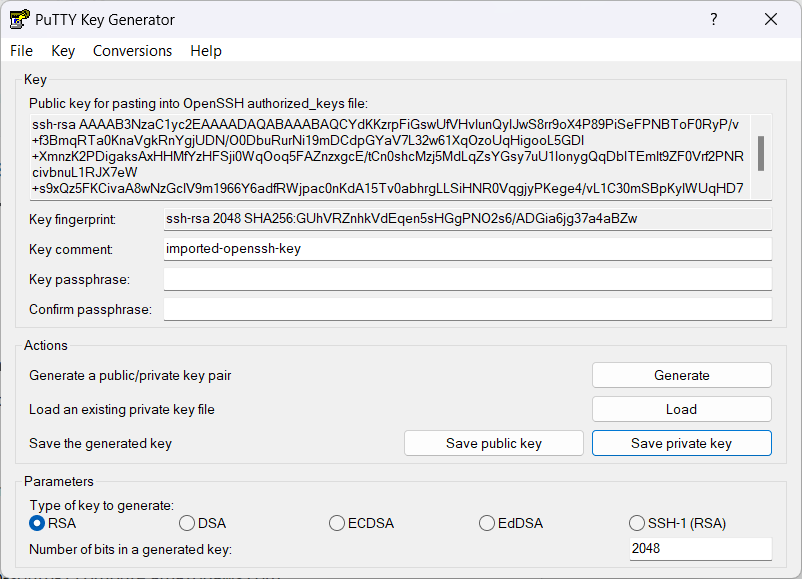 PuTTY Key Generator
?
File Key Conversions Help
Key
Public key for pasting into OpenSSH authorized_keys file:
ssh-rsa AAAAB3NzaC1yc2EAAAADAQABAAABAQCYdKKzrpFiGswUfVHvIunQyIJwS8rr9oX4P89PiSeFPNBToF0RyP/v
+f3BmqRTa0KnaVgkRnYgjUDN/O0DbuRurNi19mDCdpGYaV7L32w61XqOzoUqHigooL5GDI
+XmnzK2PDigaksAxHHMfYzHFSji0WqOoq5FAZnzxgcE/tCn0shcMzj5MdLqZsYGsy7uU1IonygQqDbITEmlt9ZF0Vrf2PNR
civbnuL1RJX7eW
+s9xQz5FKCivaA8wNzGclV9m1966Y6adfRWjpac0nKdA15Tv0abhrgLLSiHNR0VqgjyPKege4/vL1C30mSBpKylWUqHD7
Key fingerprint: ssh-rsa 2048 SHA256:GUhVRZnhkVdEqen5sHGgPNO2s6/ADGia6jg37a4aBZw
Key comment: imported-openssh-key
Key passphrase:
Confirm passphrase:
Actions
Generate a public/private key pair Generate
Load an existing private key file Load
Save the generated key Save public key Save private key
Parameters
Type of key to generate:
RSA DSA ECDSA EdDSA SSH-1 (RSA)
Number of bits in a generated key: 2048